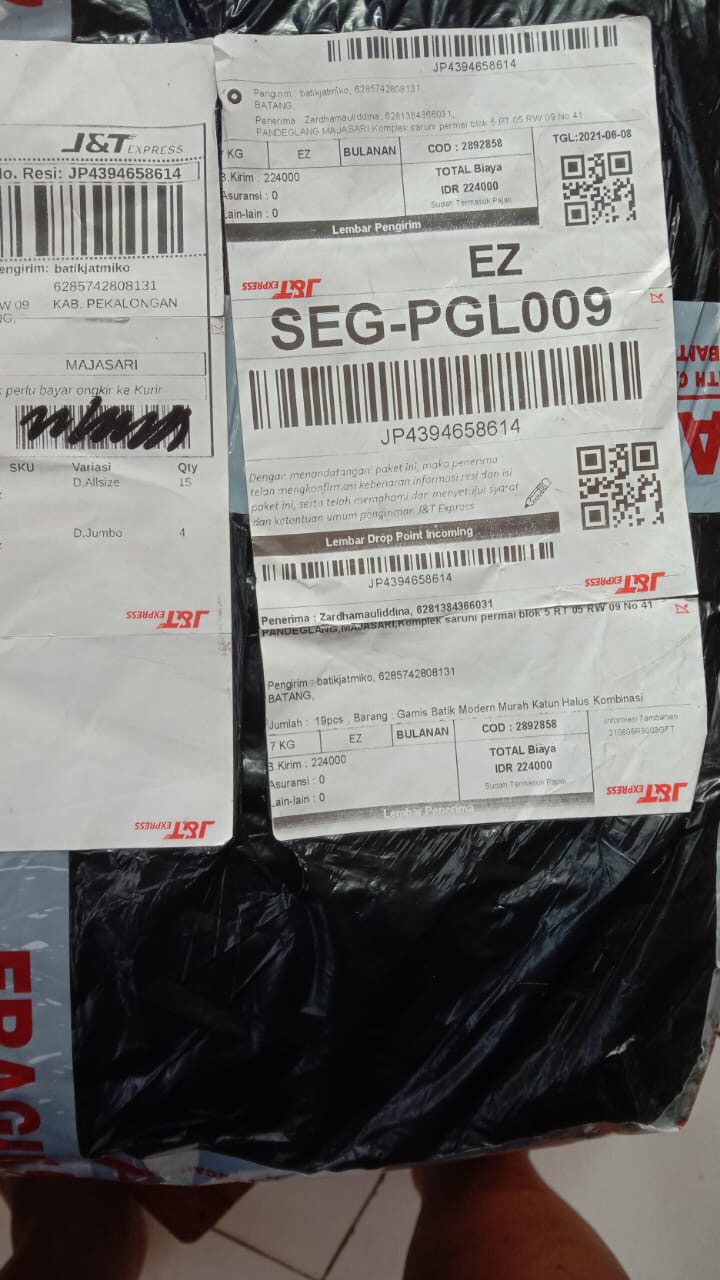 J&T EXPRESS
No. Resi: JP4394658614
engirim: batikjatmiko
6285742808131
W 09 KAB. PEKALONGAN
NG,
MAJASARI
perlu bayar ongkir ke Kurir
SKU Variasi Qty
D.Allsize 15
D.Jumbo 4
J&T EXPRESS
J&T EXPRESS
JP4394658614
Pengirim : batikjatmiko, 6285742808131,
BATANG,
Penerima : Zardhamauliddina, 6281384366031,
PANDEGLANG,MAJASARI,Komplek saruni permai blok 5 RT 05 RW 09 No 41
KG EZ BULANAN COD : 2892858
TGL:2021-06-08
B.Kirim : 224000
Asuransi : 0
Lain-lain : 0
TOTAL Biaya
IDR 224000
Sudah Termasuk Pajak
Lembar Pengirim
J&T EXPRESS
EZ
SEG-PGL009
JP4394658614
Dengan menandatangani paket ini, maka penerima
telah mengkonfirmasi kebenaran informasi resi dan isi
paket ini, serta telah memahami dan menyetujui syarat
dan ketentuan umum pengiriman J&T Express
Lembar Drop Point Incoming
JP4394658614
J&T EXPRESS
Penerima : Zardhamauliddina, 6281384366031
PANDEGLANG,MAJASARI,Komplek saruni permai blok 5 RT 05 RW 09 No 41
Pengirim : batikjatmiko, 6285742808131
BATANG,
Jumlah : 19pcs , Barang : Gamis Batik Modern Murah Katun Halus Kombinasi
7 KG EZ BULANAN COD : 2892858
Informasi Tambahan
B.Kirim : 224000
Asuransi : 0
Lain-lain : 0
TOTAL Biaya
IDR 224000
Sudah Termasuk Pajak
J&T EXPRESS
Lembar Penerima